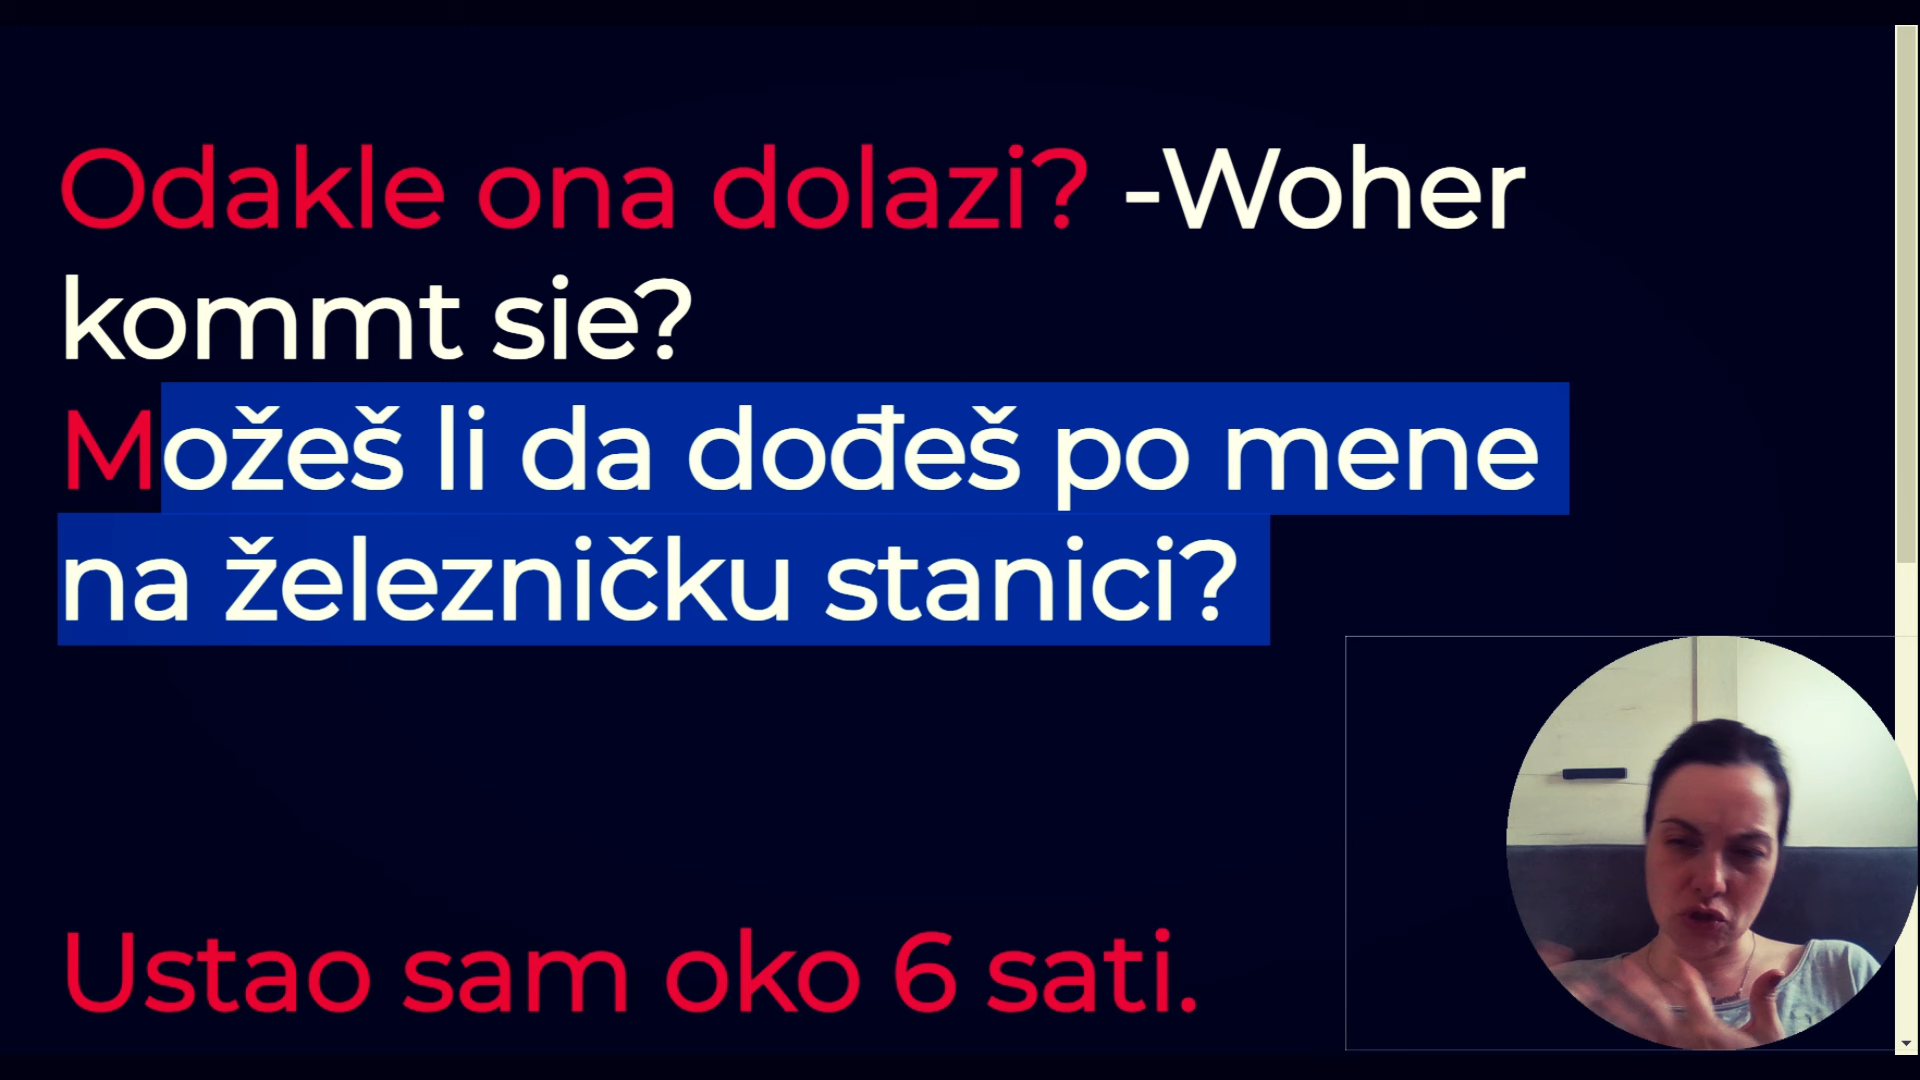 Odakle ona dolazi? -Woher
kommt sie?
Možeš li da dođeš po mene
na železničku stanici?
Ustao sam oko 6 sati.